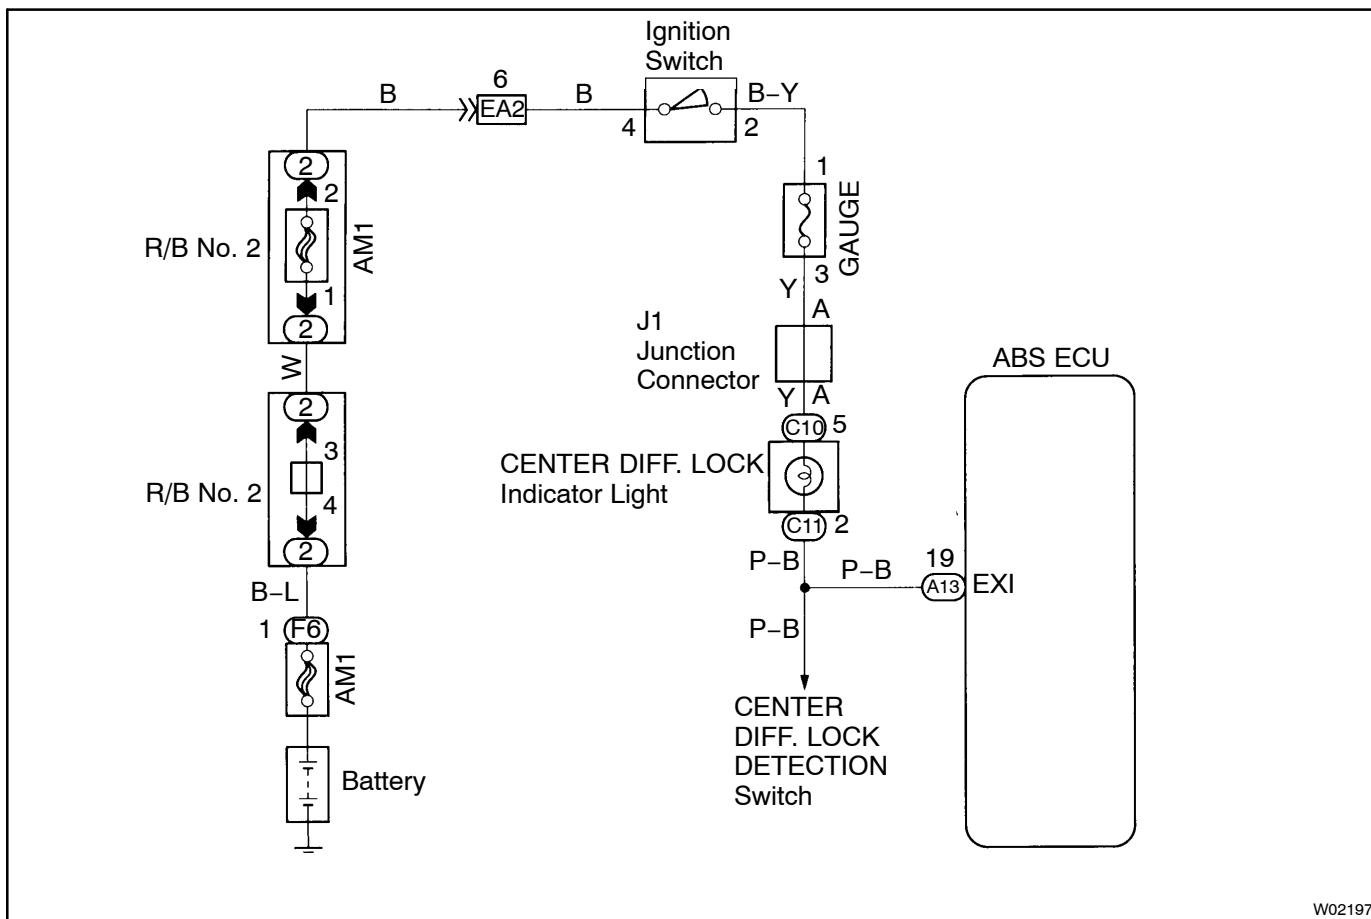 Ignition
Switch
B
6
EA2
B
4
2
B–Y
2
2
R/B No. 2
AM1
1
2
W
2
3
R/B No. 2
4
2
B–L
1
F6
AM1
Battery
1
GAUGE
3
Y
A
J1
Junction
Connector
Y
A
C10
5
CENTER DIFF. LOCK
Indicator Light
C11
2
P–B
P–B
19
A13
EXI
ABS ECU
P–B
CENTER
DIFF. LOCK
DETECTION
Switch
W02197